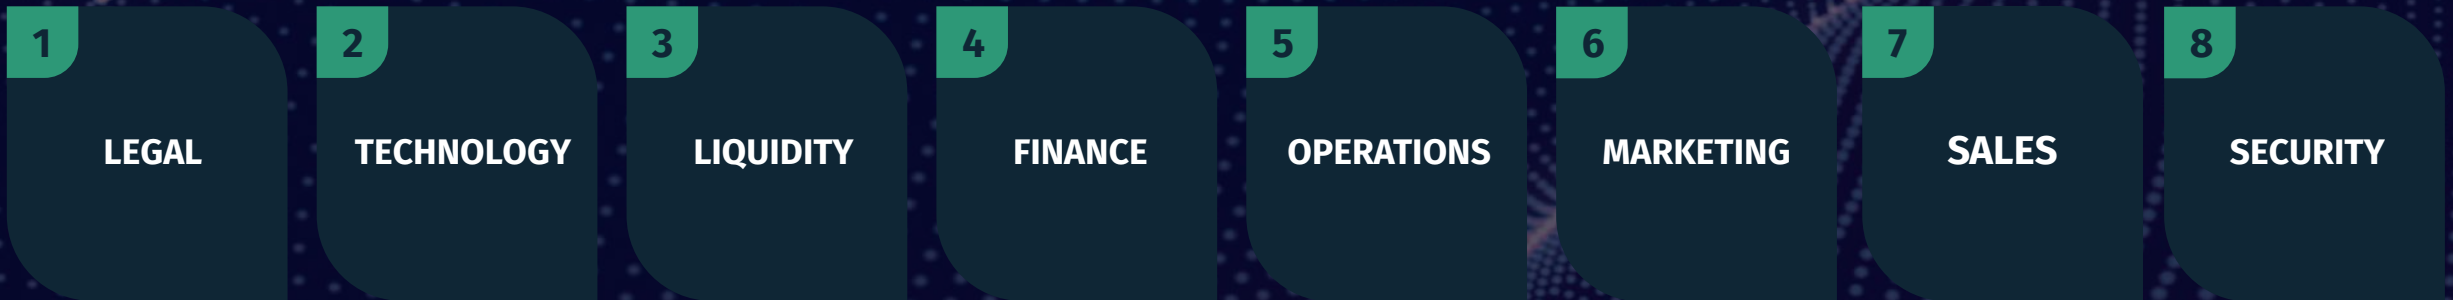 1
LEGAL
2
TECHNOLOGY
3
LIQUIDITY
4
FINANCE
5
OPERATIONS
6
MARKETING
7
SALES
8
SECURITY